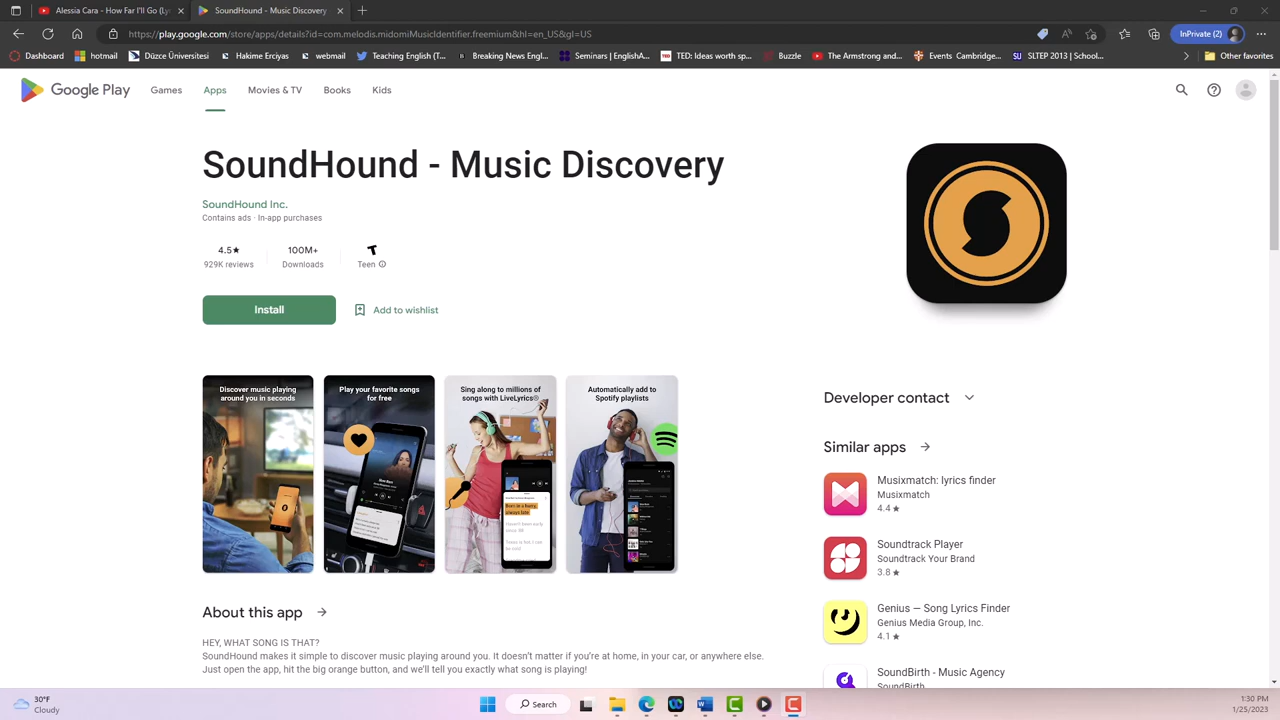 Alessia Cara - How Far I'll Go (Ly
SoundHound - Music Discovery
https://play.google.com/store/apps/details?id=com.melodis.midomiMusicIdentifier.freemium&hl=en_US&gl=US
InPrivate (2)
Dashboard
hotmail
Düzce Üniversitesi
Hakime Erciyas
webmail
Teaching English (T...
Breaking News Engl...
Seminars | EnglishA...
TED: Ideas worth sp...
Buzzle
The Armstrong and...
Events Cambridge...
SLTEP 2013 | School...
Other favorites
Google Play
Games
Apps
Movies & TV
Books
Kids
SoundHound - Music Discovery
SoundHound Inc.
Contains ads · In-app purchases
4.5★
929K reviews
100M+
Downloads
Teen
Install
Add to wishlist
Discover music playing
around you in seconds
Play your favorite songs
for free
Sing along to millions of
songs with LiveLyrics®
Automatically add to
Spotify playlists
Developer contact
Similar apps
Musixmatch: lyrics finder
Musixmatch
4.4 ★
Soundtrack Player
Soundtrack Your Brand
3.8 ★
Genius — Song Lyrics Finder
Genius Media Group, Inc.
4.1 ★
SoundBirth - Music Agency
SoundBirth
About this app
HEY, WHAT SONG IS THAT?
SoundHound makes it simple to discover music playing around you. It doesn't matter if you're at home, in your car, or anywhere else.
Just open the app, hit the big orange button, and we'll tell you exactly what song is playing!
30°F
Cloudy
Search
1:30 PM
1/25/2023